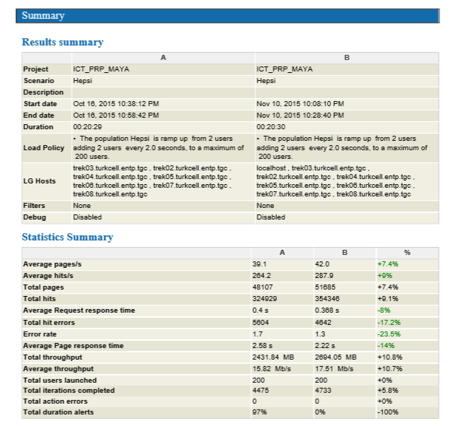 Summary
Results summary
A B
Project ICT_PRP_MAYA ICT_PRP_MAYA
Scenario Hepsi Hepsi
Description
Start date Oct 16, 2015 10:38:12 PM Nov 10, 2015 10:08:10 PM
End date Oct 16, 2015 10:58:42 PM Nov 10, 2015 10:28:40 PM
Duration 00:20:29 00:20:30
Load Policy
• The population Hepsi is ramp up from 2 users
adding 2 users every 2.0 seconds, to a maximum of
200 users.
• The population Hepsi is ramp up from 2 users
adding 2 users every 2.0 seconds, to a maximum of
200 users.
LG Hosts
trek03.turkcell.entp.tgc , trek02.turkcell.entp.tgc ,
trek04.turkcell.entp.tgc , trek05.turkcell.entp.tgc ,
trek06.turkcell.entp.tgc , trek07.turkcell.entp.tgc ,
trek08.turkcell.entp.tgc
localhost , trek03.turkcell.entp.tgc ,
trek02.turkcell.entp.tgc , trek04.turkcell.entp.tgc ,
trek05.turkcell.entp.tgc , trek06.turkcell.entp.tgc ,
trek07.turkcell.entp.tgc , trek08.turkcell.entp.tgc
Filters None None
Debug Disabled Disabled
Statistics Summary
A B %
Average pages/s 39.1 42.0 +7.4%
Average hits/s 264.2 287.9 +9%
Total pages 48107 51685 +7.4%
Total hits 324929 354346 +9.1%
Average Request response time 0.4 s 0.368 s -8%
Total hit errors 5604 4642 -17.2%
Error rate 1.7 1.3 -23.5%
Average Page response time 2.58 s 2.22 s -14%
Total throughput 2431.84 MB 2694.05 MB +10.8%
Average throughput 15.82 Mb/s 17.51 Mb/s +10.7%
Total users launched 200 200 +0%
Total iterations completed 4475 4733 +5.8%
Total action errors 0 0 +0%
Total duration alerts 97% 0% -100%